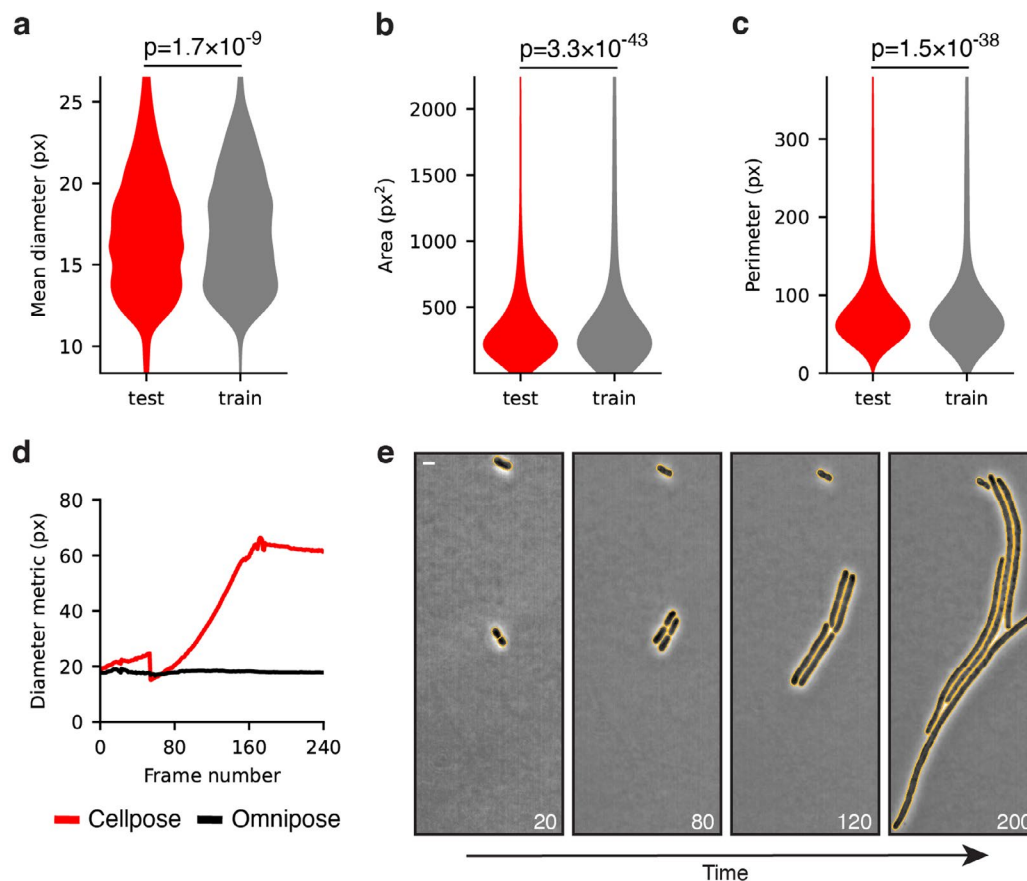 a
p=1.7×10⁻⁹
Mean diameter (px)
25
20
15
10
test
train
b
p=3.3×10⁻⁴³
Area (px²)
2000
1500
1000
500
test
train
c
p=1.5×10⁻³⁸
Perimeter (px)
300
200
100
0
test
train
d
Diameter metric (px)
80
60
40
20
0
0
80
160
240
Frame number
Cellpose
Omnipose
e
20
80
120
200
Time